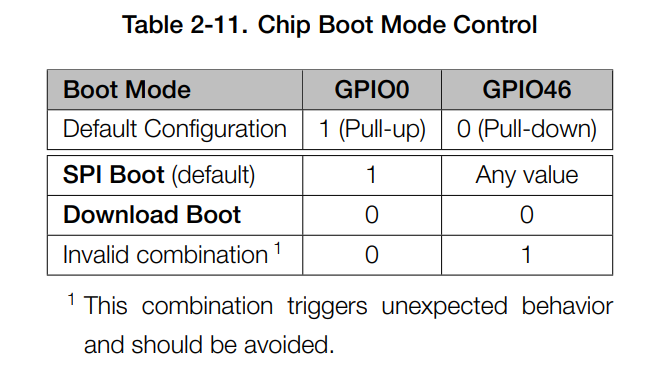 Table 2-11. Chip Boot Mode Control
Boot Mode GPIO0 GPIO46
Default Configuration 1 (Pull-up) 0 (Pull-down)
SPI Boot (default) 1 Any value
Download Boot 0 0
Invalid combination 1 0 1
1 This combination triggers unexpected behavior
and should be avoided.